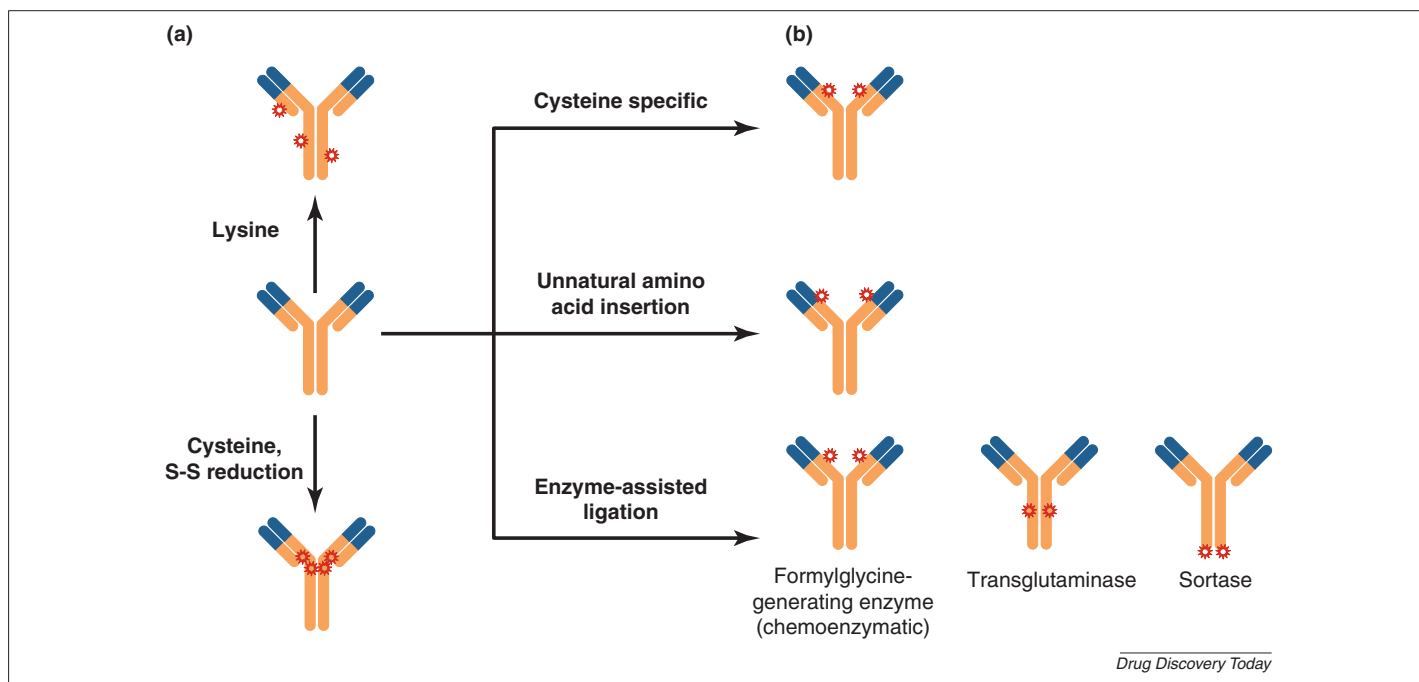 (a)
(b)
Cysteine specific
Lysine
Unnatural amino
acid insertion
Cysteine,
S-S reduction
Enzyme-assisted
ligation
Formylglycine-
generating enzyme
(chemoenzymatic)
Transglutaminase
Sortase
Drug Discovery Today